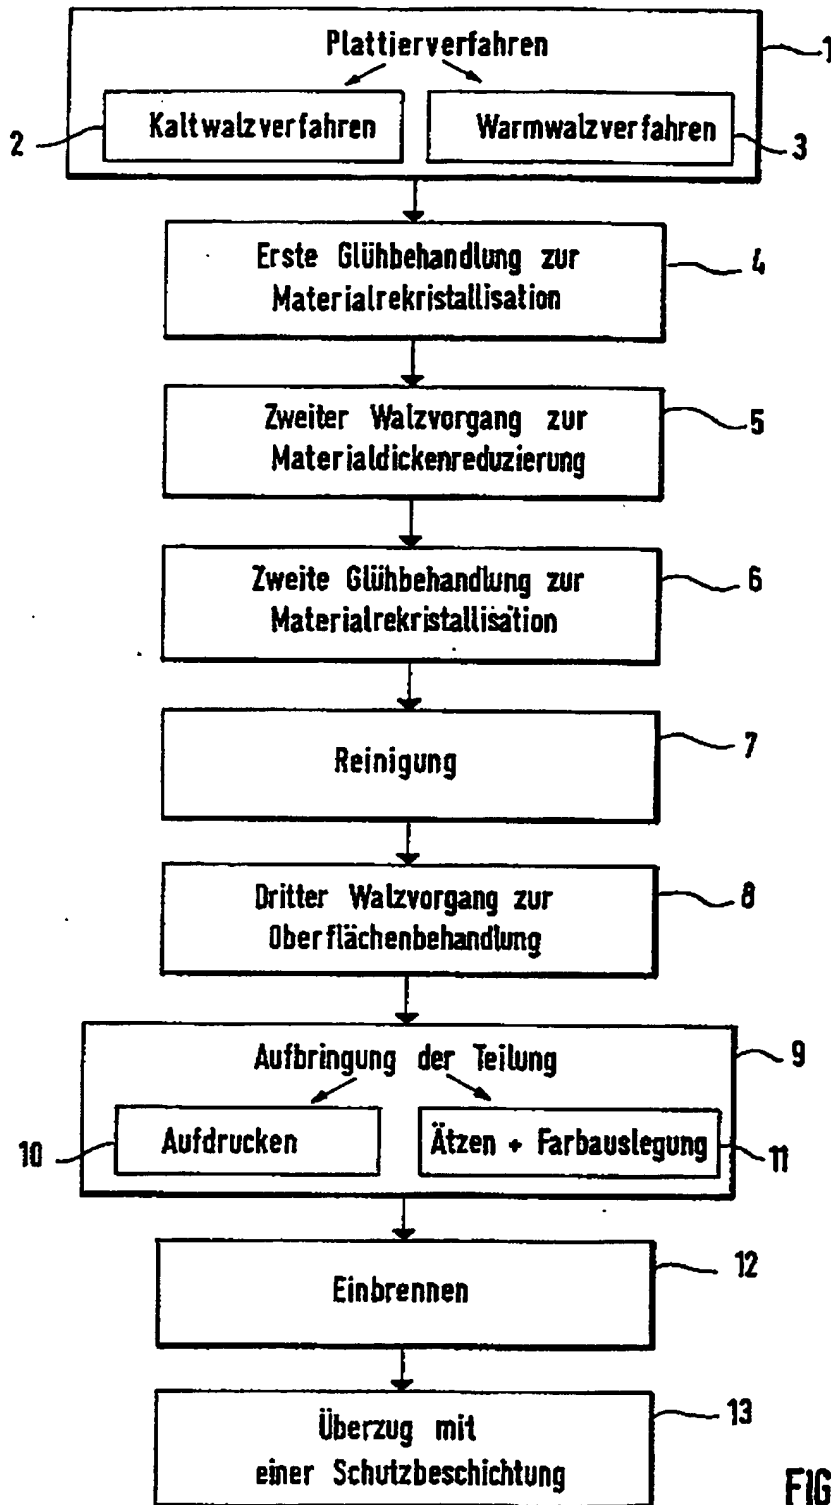 Plattierverfahren
1
Kaltwalzverfahren
Warmwalzverfahren
2
3
Erste Glühbehandlung zur
Materialrekristallisation
4
Zweiter Walzvorgang zur
Materialdickenreduzierung
5
Zweite Glühbehandlung zur
Materialrekristallisation
6
Reinigung
7
Dritter Walzvorgang zur
Oberflächenbehandlung
8
Aufbringung der Teilung
9
Aufdrucken
Ätzen + Farbauslegung
10
11
Einbrennen
12
Überzug mit
einer Schutzbeschichtung
13
FIG